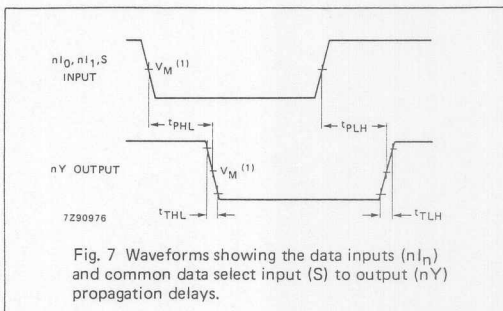 nI0, nI1, S
INPUT
VM (1)
tPHL
tPLH
nY OUTPUT
VM (1)
7Z90976
tTHL
tTLH
Fig. 7 Waveforms showing the data inputs (nIn)
and common data select input (S) to output (nY)
propagation delays.